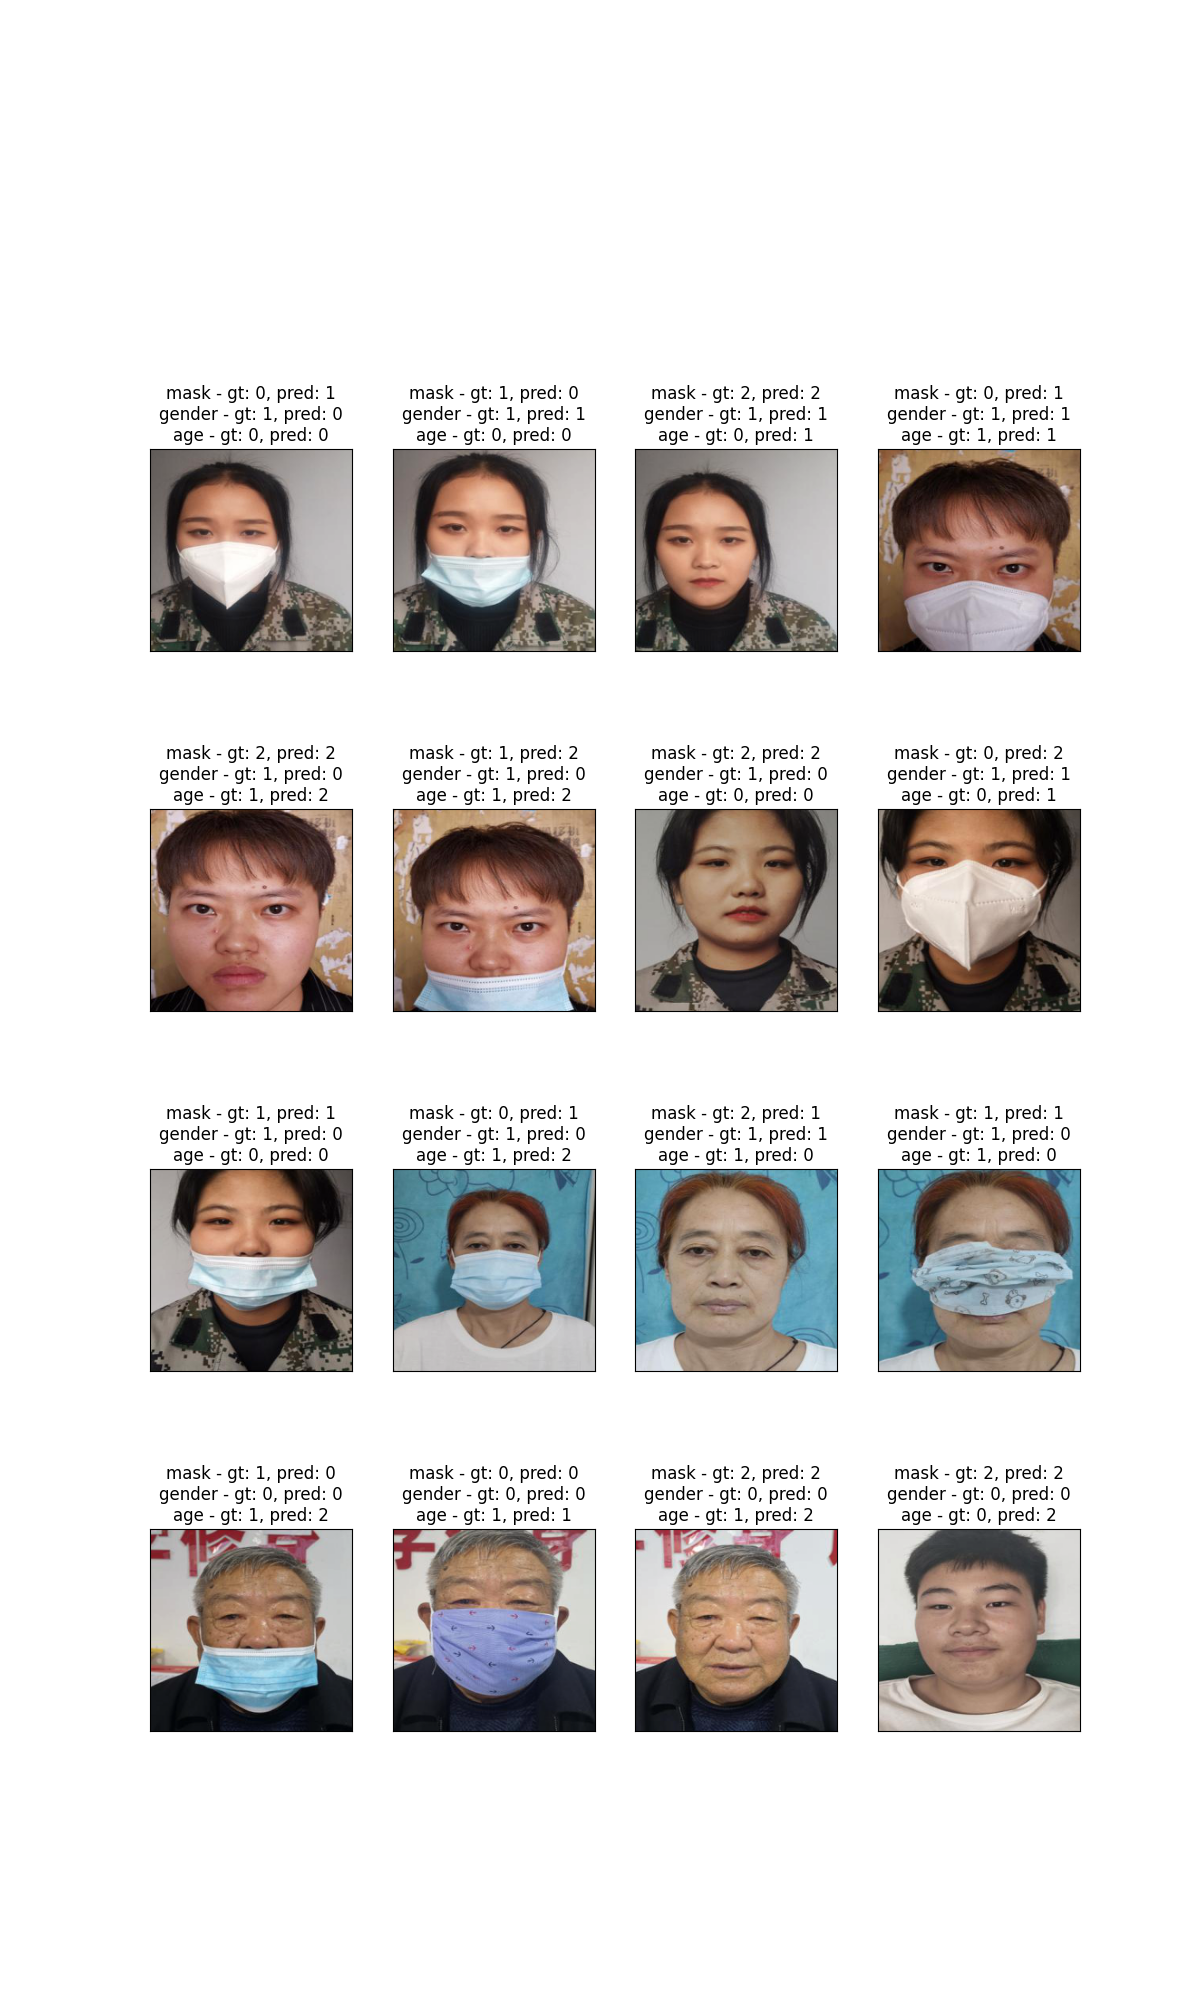 mask - gt: 0, pred: 1
gender - gt: 1, pred: 0
age - gt: 0, pred: 0
mask - gt: 1, pred: 0
gender - gt: 1, pred: 1
age - gt: 0, pred: 0
mask - gt: 2, pred: 2
gender - gt: 1, pred: 1
age - gt: 0, pred: 1
mask - gt: 0, pred: 1
gender - gt: 1, pred: 1
age - gt: 1, pred: 1
mask - gt: 2, pred: 2
gender - gt: 1, pred: 0
age - gt: 1, pred: 2
mask - gt: 1, pred: 2
gender - gt: 1, pred: 0
age - gt: 1, pred: 2
mask - gt: 2, pred: 2
gender - gt: 1, pred: 0
age - gt: 0, pred: 0
mask - gt: 0, pred: 2
gender - gt: 1, pred: 1
age - gt: 0, pred: 1
mask - gt: 1, pred: 1
gender - gt: 1, pred: 0
age - gt: 0, pred: 0
mask - gt: 0, pred: 1
gender - gt: 1, pred: 0
age - gt: 1, pred: 2
mask - gt: 2, pred: 1
gender - gt: 1, pred: 1
age - gt: 1, pred: 0
mask - gt: 1, pred: 1
gender - gt: 1, pred: 0
age - gt: 1, pred: 0
mask - gt: 1, pred: 0
gender - gt: 0, pred: 0
age - gt: 1, pred: 2
mask - gt: 0, pred: 0
gender - gt: 0, pred: 0
age - gt: 1, pred: 1
mask - gt: 2, pred: 2
gender - gt: 0, pred: 0
age - gt: 1, pred: 2
mask - gt: 2, pred: 2
gender - gt: 0, pred: 0
age - gt: 0, pred: 2